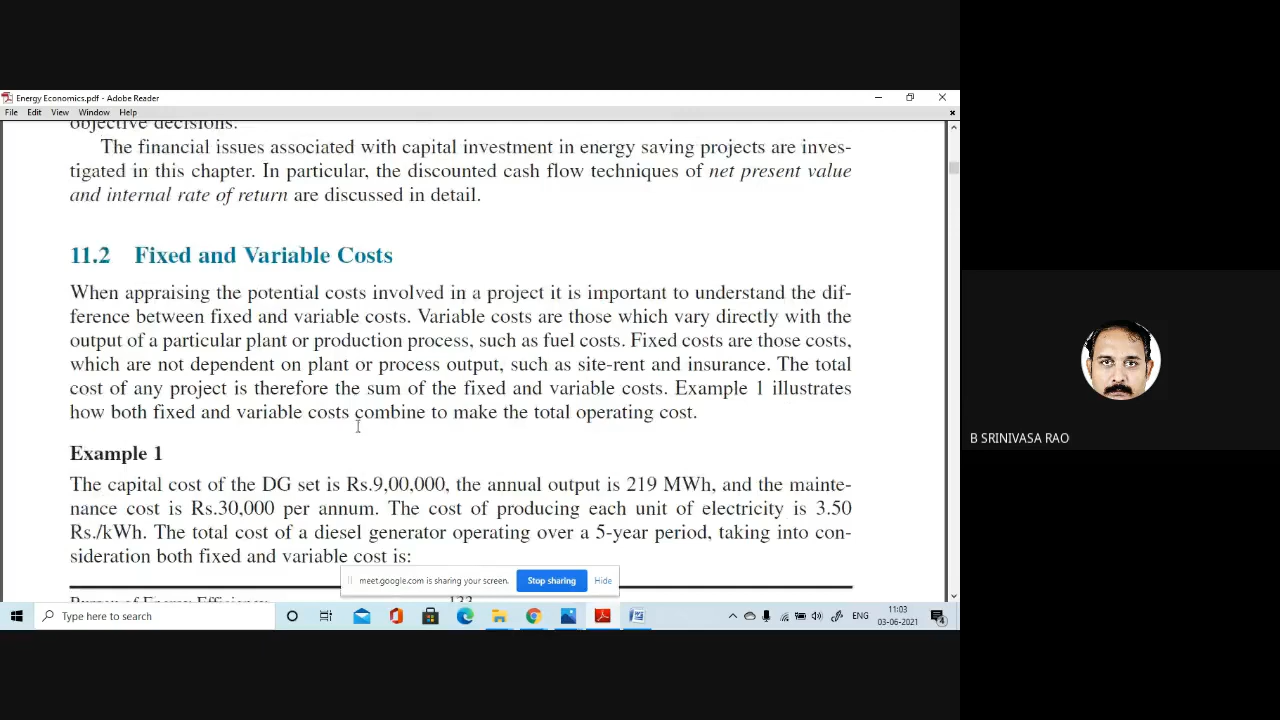 Energy Economics.pdf - Adobe Reader
File Edit View Window Help
objective decisions.
The financial issues associated with capital investment in energy saving projects are inves-
tigated in this chapter. In particular, the discounted cash flow techniques of net present value
and internal rate of return are discussed in detail.
11.2 Fixed and Variable Costs
When appraising the potential costs involved in a project it is important to understand the dif-
ference between fixed and variable costs. Variable costs are those which vary directly with the
output of a particular plant or production process, such as fuel costs. Fixed costs are those costs,
which are not dependent on plant or process output, such as site-rent and insurance. The total
cost of any project is therefore the sum of the fixed and variable costs. Example 1 illustrates
how both fixed and variable costs combine to make the total operating cost.
Example 1
The capital cost of the DG set is Rs.9,00,000, the annual output is 219 MWh, and the mainte-
nance cost is Rs.30,000 per annum. The cost of producing each unit of electricity is 3.50
Rs./kWh. The total cost of a diesel generator operating over a 5-year period, taking into con-
sideration both fixed and variable cost is:
meet.google.com is sharing your screen. Stop sharing Hide
Bureau of Energy Efficiency 133
Type here to search
ENG
11:03
03-06-2021
4
B SRINIVASA RAO